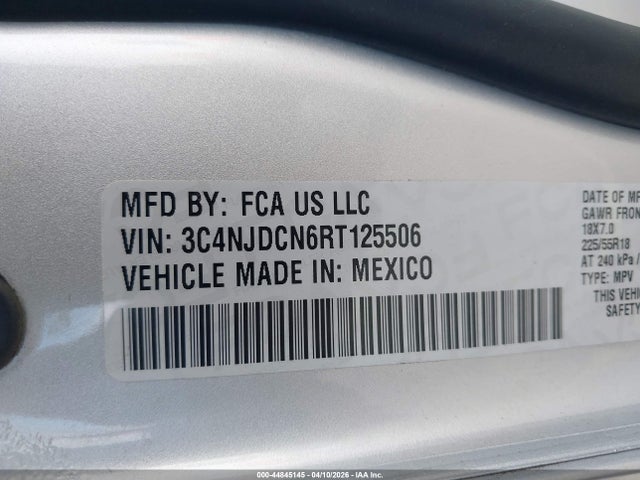 MFD BY: FCA US LLC
VIN: 3C4NJDCN6RT125506
VEHICLE MADE IN: MEXICO
DATE OF MF
GAWR FRON
18X7.0
225/55R18
AT 240 kPa /
TYPE: MPV
THIS VEHI
SAFETY
000-44845145 - 04/10/2026 - IAA Inc.